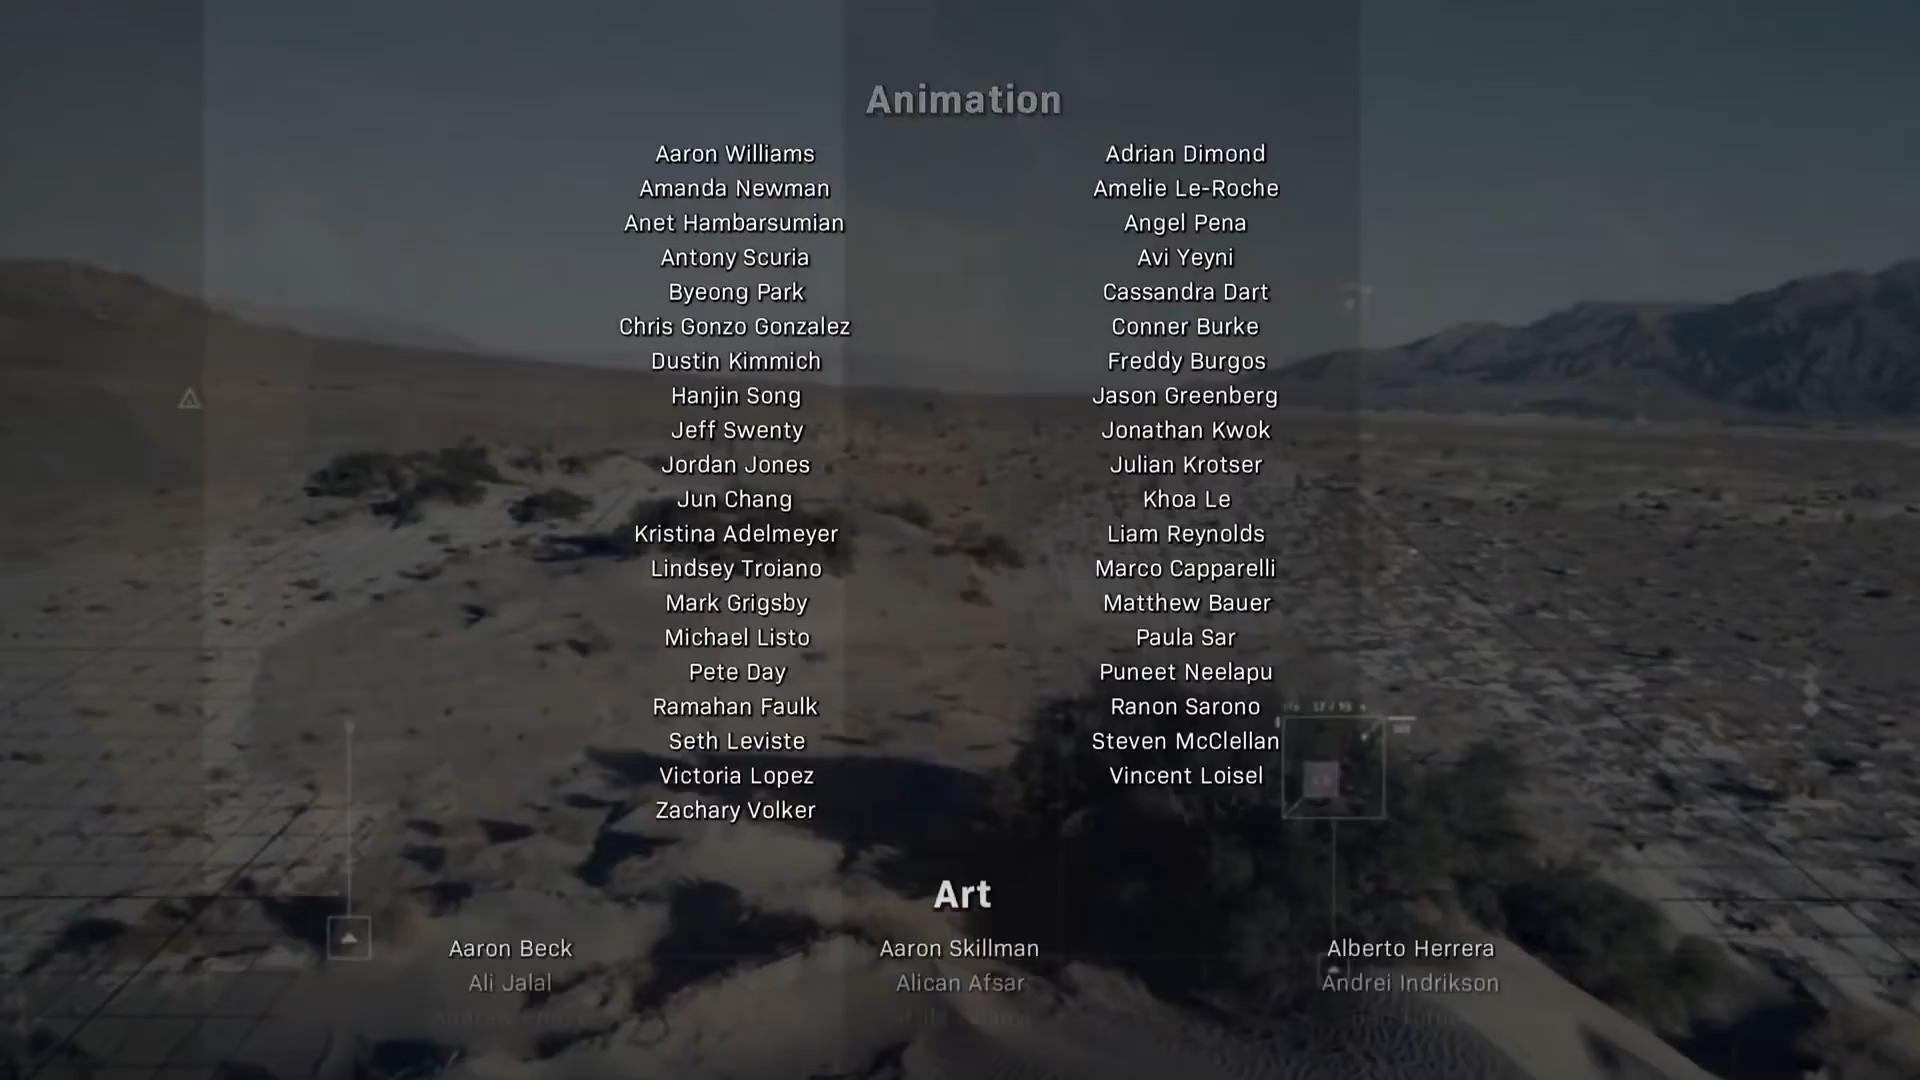 Animation
Aaron Williams Adrian Dimond
Amanda Newman Amelie Le-Roche
Anet Hambarsumian Angel Pena
Antony Scuria Avi Yeyni
Byeong Park Cassandra Dart
Chris Gonzo Gonzalez Conner Burke
Dustin Kimmich Freddy Burgos
Hanjin Song Jason Greenberg
Jeff Swenty Jonathan Kwok
Jordan Jones Julian Krotser
Jun Chang Khoa Le
Kristina Adelmeyer Liam Reynolds
Lindsey Troiano Marco Capparelli
Mark Grigsby Matthew Bauer
Michael Listo Paula Sar
Pete Day Puneet Neelapu
Ramahan Faulk Ranon Sarono
Seth Leviste Steven McClellan
Victoria Lopez Vincent Loisel
Zachary Volker
Art
Aaron Beck Aaron Skillman Alberto Herrera
Ali Jalal Alican Afsar Andrei Indrikson